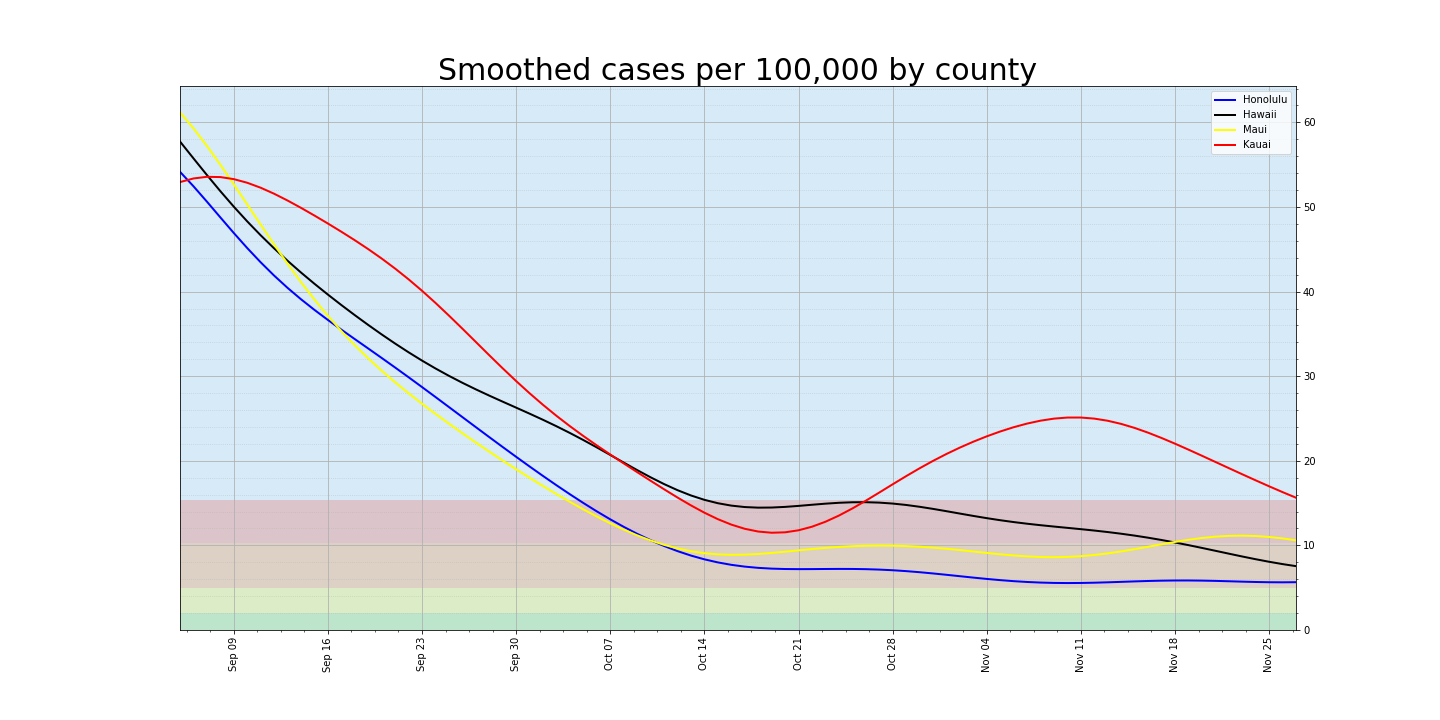 Smoothed cases per 100,000 by county
Honolulu
Hawaii
Maui
Kauai
60
50
40
30
20
10
0
Sep 09
Sep 16
Sep 23
Sep 30
Oct 07
Oct 14
Oct 21
Oct 28
Nov 04
Nov 11
Nov 18
Nov 25